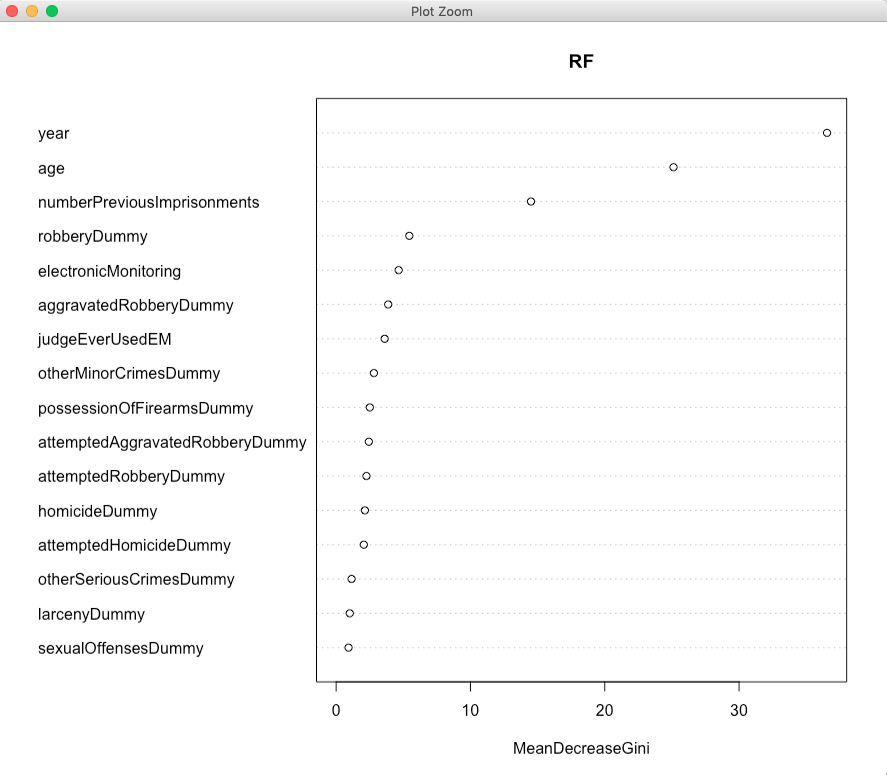 Plot Zoom
RF
year
age
numberPreviousImprisonments
robberyDummy
electronicMonitoring
aggravatedRobberyDummy
judgeEverUsedEM
otherMinorCrimesDummy
possessionOfFirearmsDummy
attemptedAggravatedRobberyDummy
attemptedRobberyDummy
homicideDummy
attemptedHomicideDummy
otherSeriousCrimesDummy
larcenyDummy
sexualOffensesDummy
0 10 20 30
MeanDecreaseGini